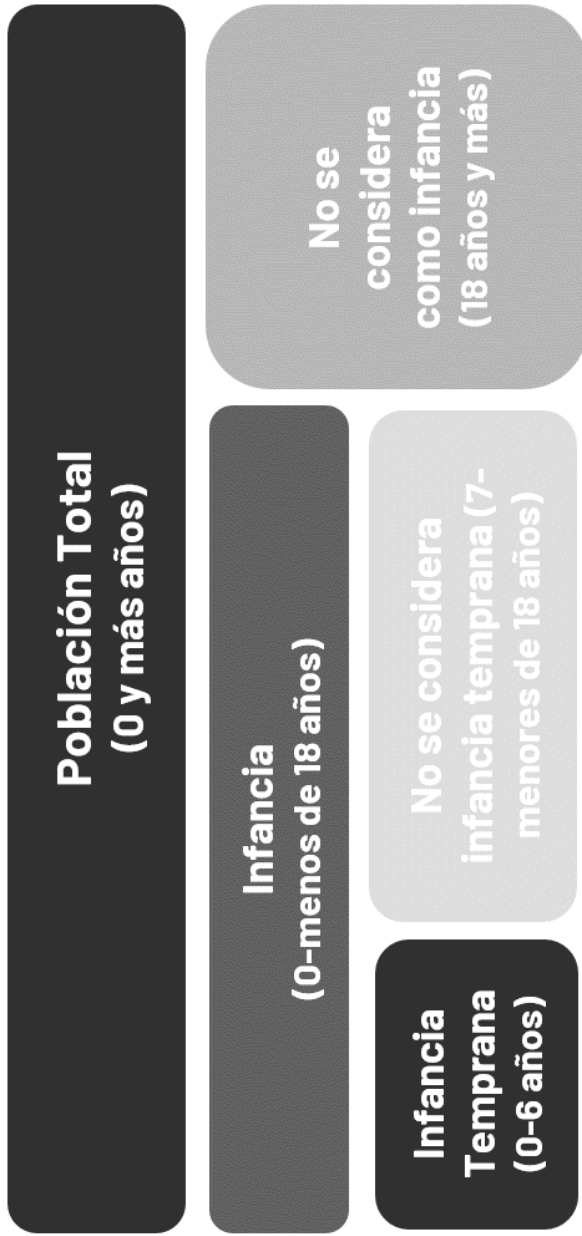 Población Total
(0 y más años)
Infancia
(0-menos de 18 años)
No se
considera
como infancia
(18 años y más)
Infancia
Temprana
(0-6 años)
No se considera
infancia temprana (7-
menores de 18 años)